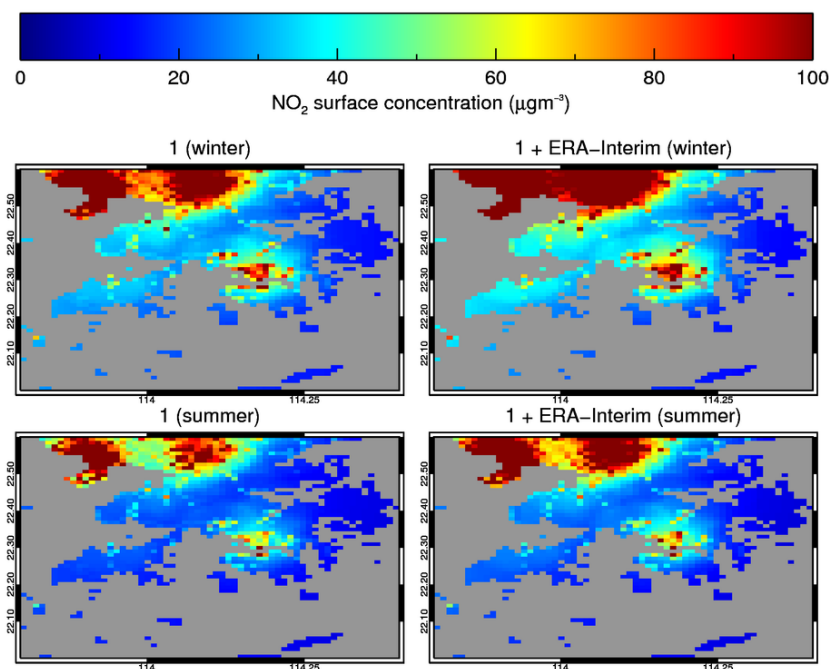 0 20 40 60 80 100
NO₂ surface concentration (μgm⁻³)
1 (winter) 1 + ERA−Interim (winter)
22.50 22.50
22.40 22.40
22.30 22.30
22.20 22.20
22.10 22.10
114 114.25 114 114.25
1 (summer) 1 + ERA−Interim (summer)
22.50 22.50
22.40 22.40
22.30 22.30
22.20 22.20
22.10 22.10
114 114.25 114 114.25